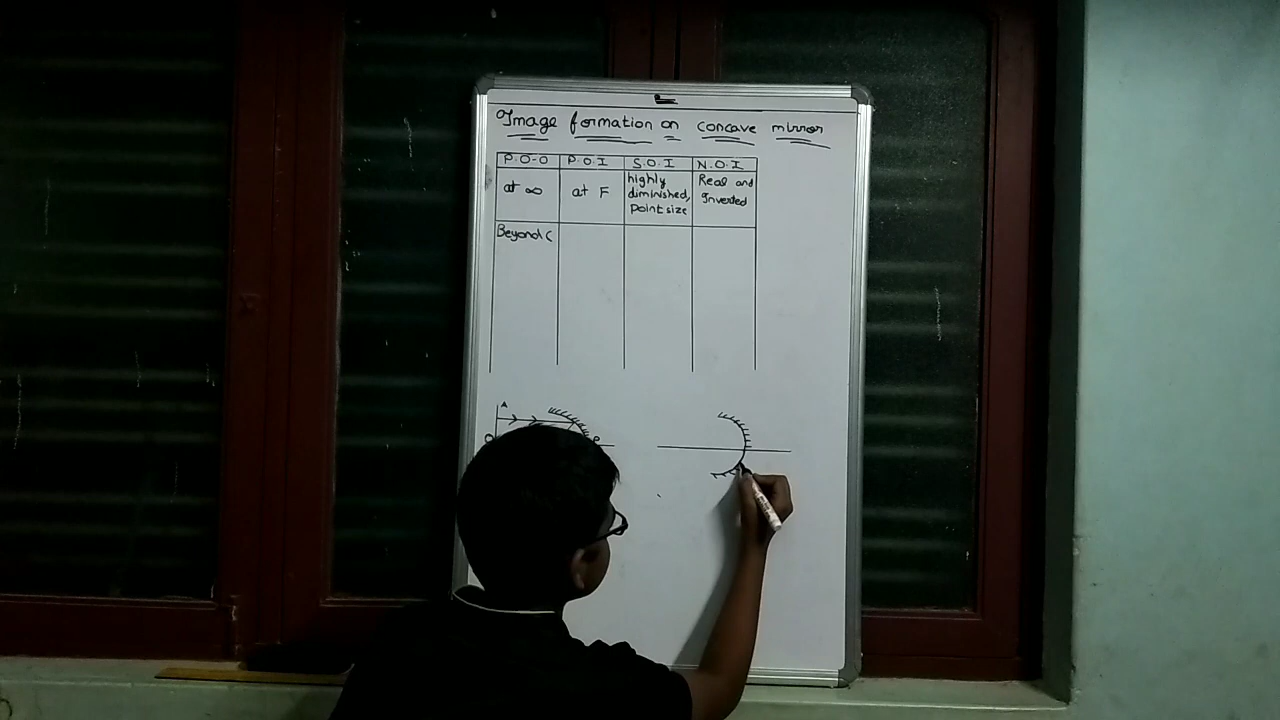 Image formation on concave mirror
P.O.O P.O.I S.O.I N.O.I
at ∞ at F highly diminished, Point size Real and Inverted
Beyond C
A